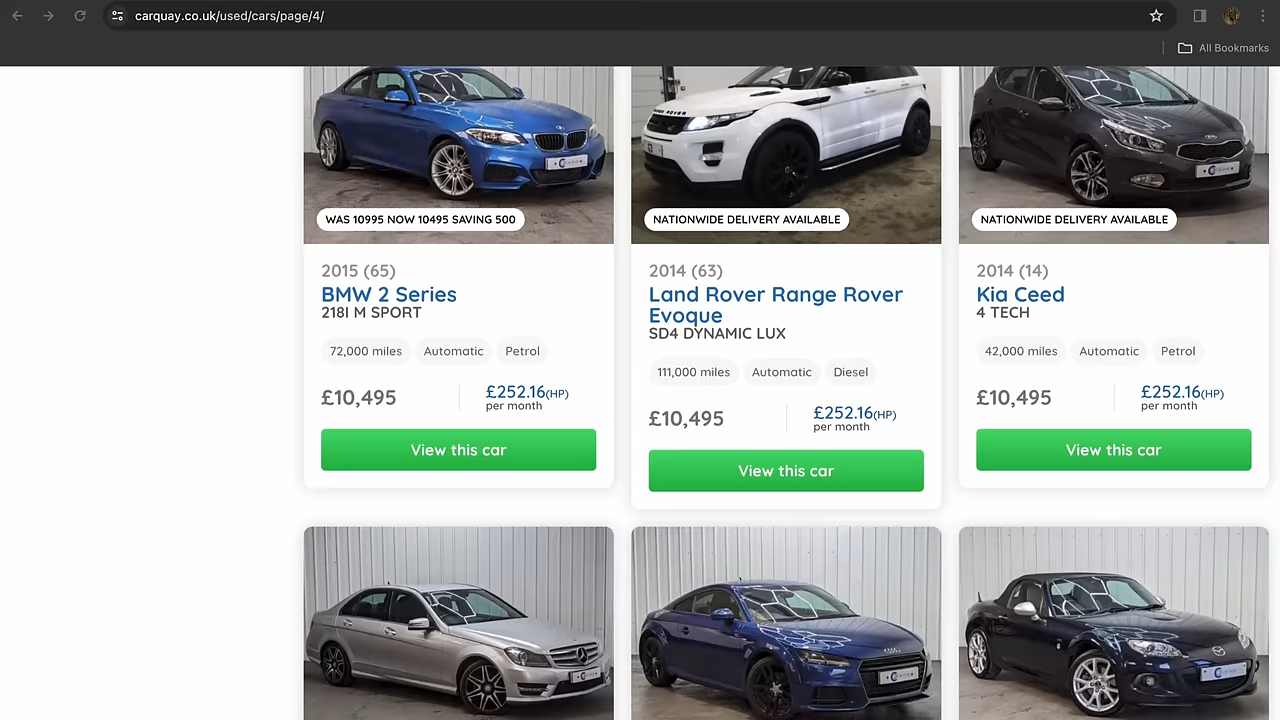 carquay.co.uk/used/cars/page/4/
All Bookmarks
WAS 10995 NOW 10495 SAVING 500
2015 (65)
BMW 2 Series
218I M SPORT
72,000 miles
Automatic
Petrol
£10,495
£252.16(HP)
per month
View this car
NATIONWIDE DELIVERY AVAILABLE
2014 (63)
Land Rover Range Rover
Evoque
SD4 DYNAMIC LUX
111,000 miles
Automatic
Diesel
£10,495
£252.16(HP)
per month
View this car
NATIONWIDE DELIVERY AVAILABLE
2014 (14)
Kia Ceed
4 TECH
42,000 miles
Automatic
Petrol
£10,495
£252.16(HP)
per month
View this car